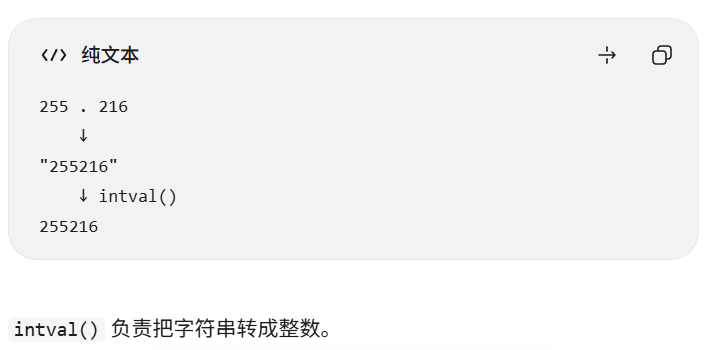 </> 纯文本
255 . 216
↓
"255216"
↓ intval()
255216
intval() 负责把字符串转成整数。